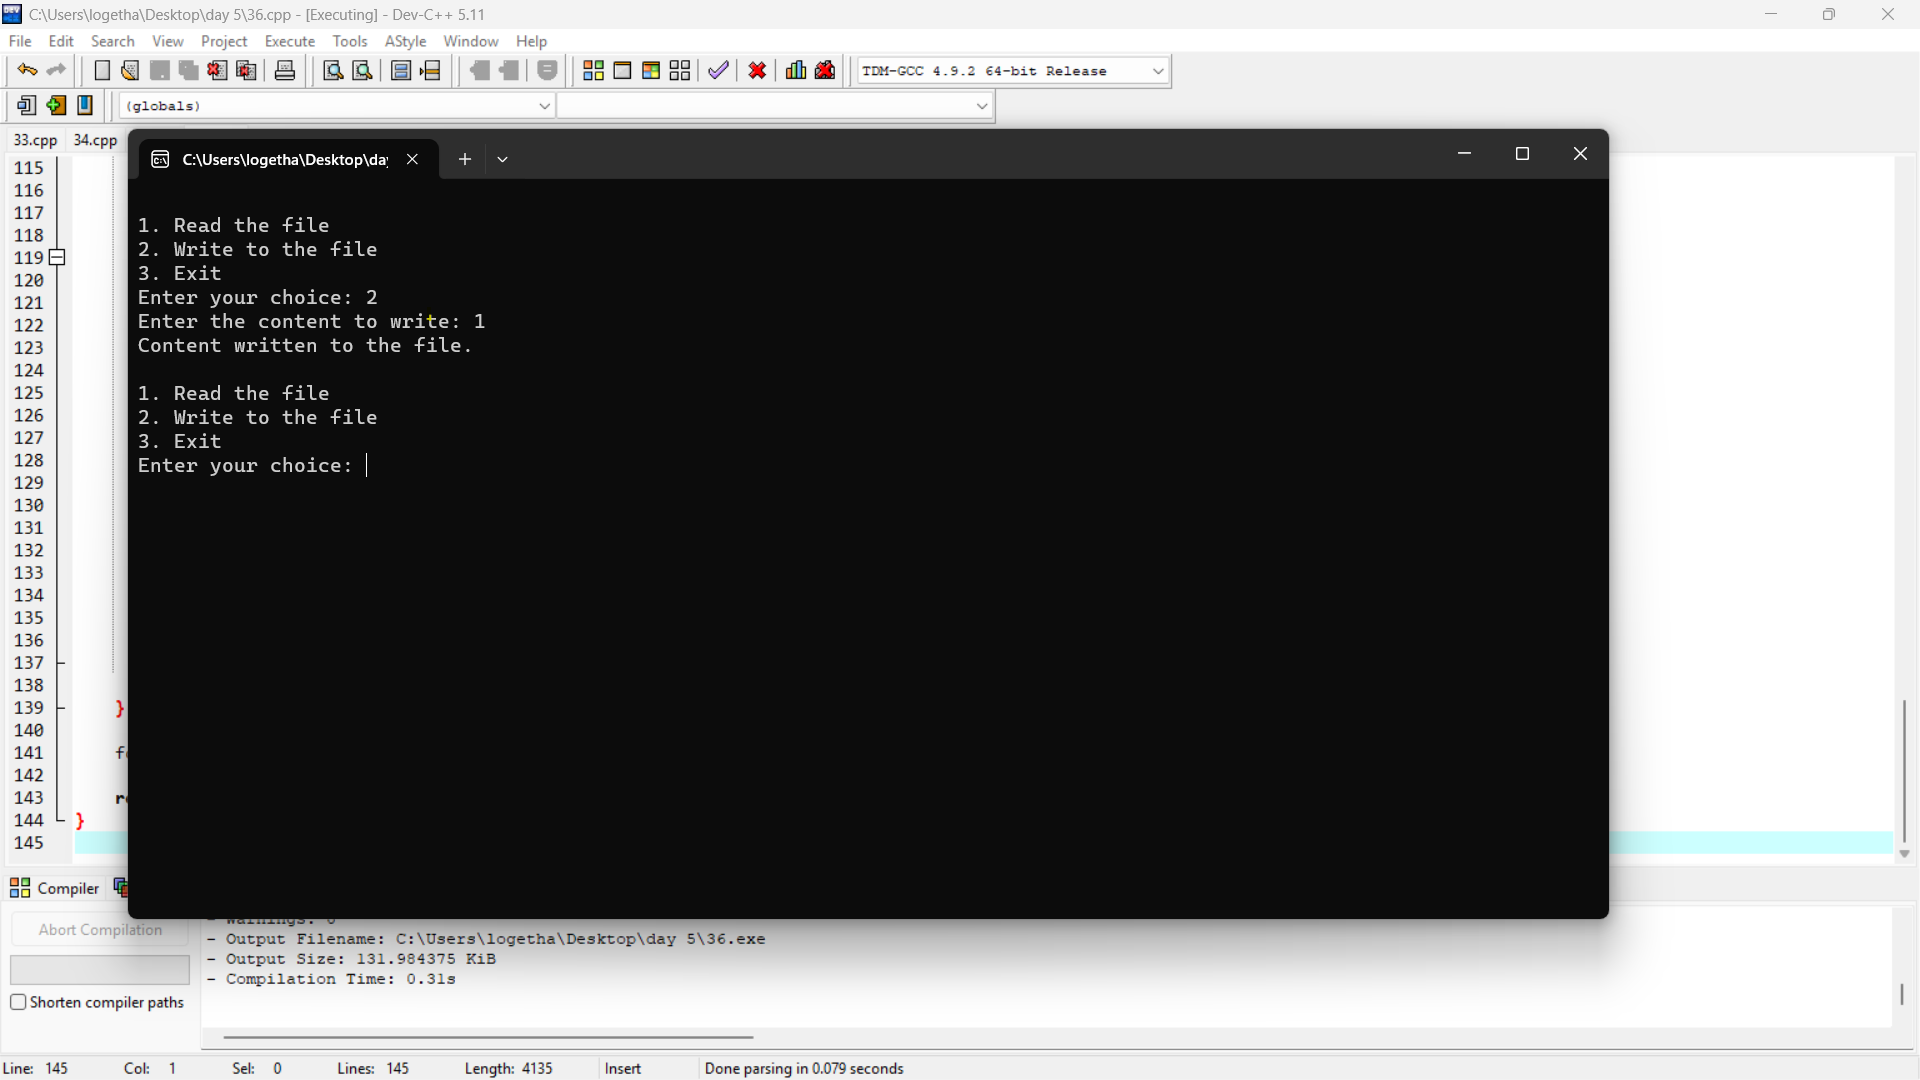 C:\Users\logetha\Desktop\day 5\36.cpp - [Executing] - Dev-C++ 5.11
File Edit Search View Project Execute Tools AStyle Window Help
TDM-GCC 4.9.2 64-bit Release
(globals)
33.cpp 34.cpp
C:\Users\logetha\Desktop\da
1. Read the file
2. Write to the file
3. Exit
Enter your choice: 2
Enter the content to write: 1
Content written to the file.
1. Read the file
2. Write to the file
3. Exit
Enter your choice:
115
116
117
118
119
120
121
122
123
124
125
126
127
128
129
130
131
132
133
134
135
136
137
138
139 }
140
141
142
143
144 }
145
Compiler
Abort Compilation
Shorten compiler paths
- Output Filename: C:\Users\logetha\Desktop\day 5\36.exe
- Output Size: 131.984375 KiB
- Compilation Time: 0.31s
Line: 145 Col: 1 Sel: 0 Lines: 145 Length: 4135 Insert Done parsing in 0.079 seconds